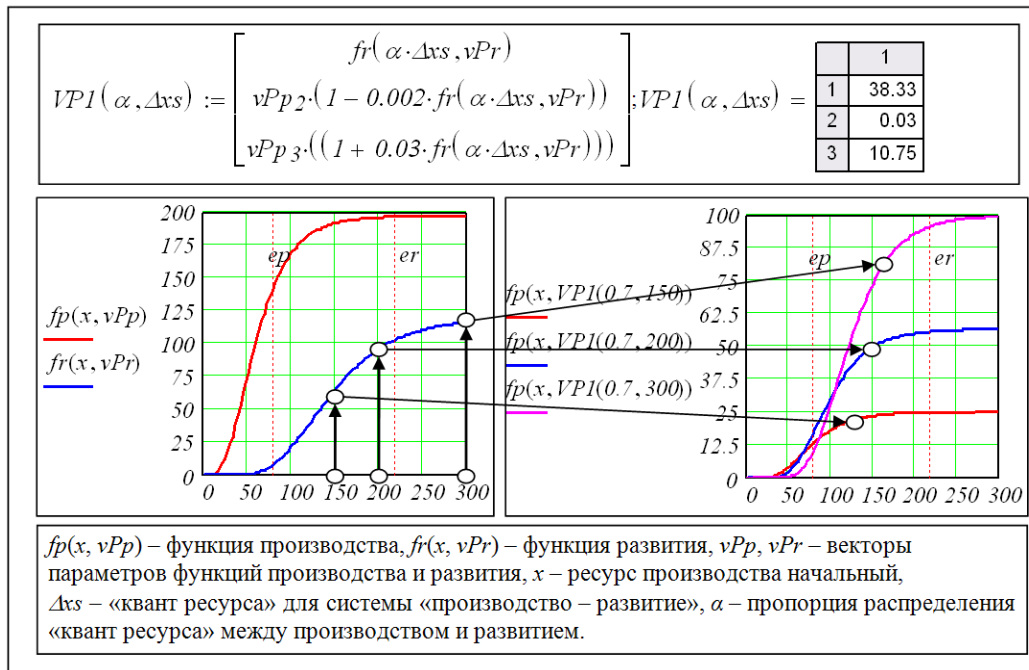 fr(α·Δxs, vPr)
VP1(α, Δxs) := vPp 2·(1 − 0.002·fr(α·Δxs, vPr)) ; VP1(α, Δxs) =
vPp 3·((1 + 0.03·fr(α·Δxs, vPr)))
1
1 38.33
2 0.03
3 10.75
200
175
150
125
100
75
50
25
0
fp(x, vPp)
fr(x, vPr)
ep
er
0 50 100 150 200 250 300
100
87.5
75
62.5
50
37.5
25
12.5
0
fp(x, VP1(0.7, 150))
fp(x, VP1(0.7, 200))
fp(x, VP1(0.7, 300))
ep
er
0 50 100 150 200 250 300
fp(x, vPp) – функция производства, fr(x, vPr) – функция развития, vPp, vPr – векторы
параметров функций производства и развития, x – ресурс производства начальный,
Δxs – «квант ресурса» для системы «производство – развитие», α – пропорция распределения
«квант ресурса» между производством и развитием.